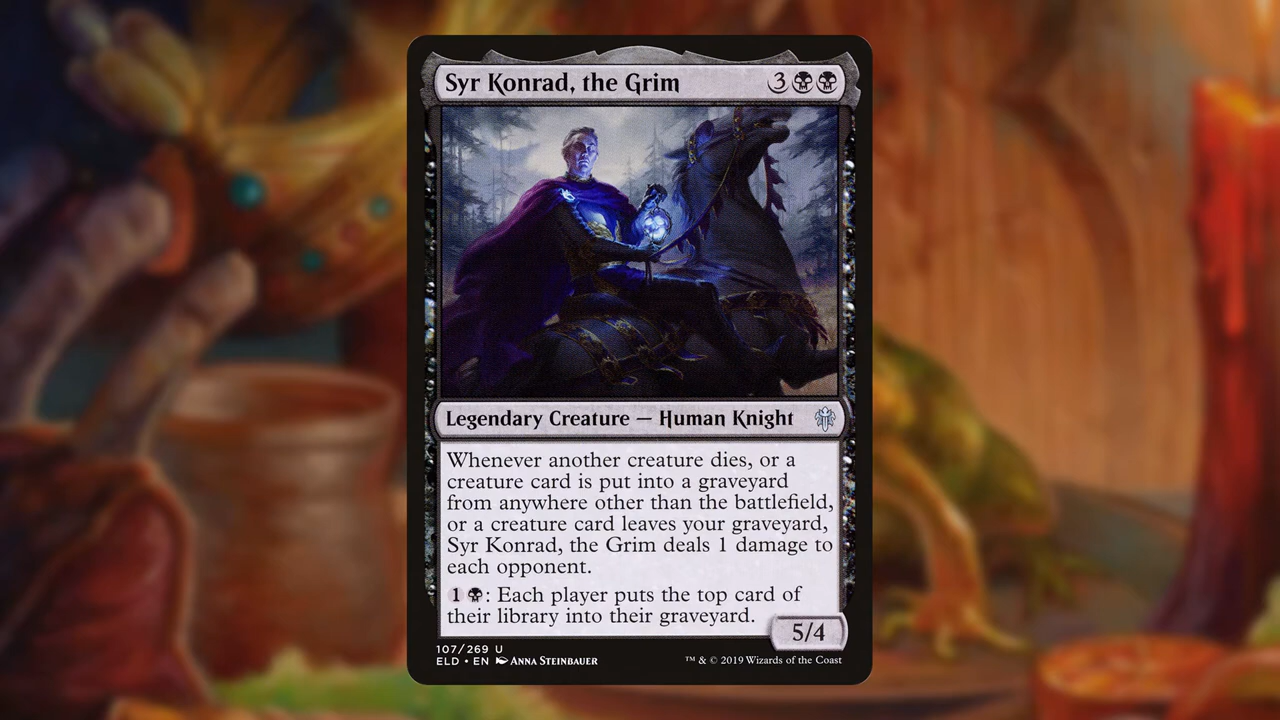 Syr Konrad, the Grim 3
Legendary Creature — Human Knight
Whenever another creature dies, or a
creature card is put into a graveyard
from anywhere other than the battlefield,
or a creature card leaves your graveyard,
Syr Konrad, the Grim deals 1 damage to
each opponent.
1 : Each player puts the top card of
their library into their graveyard.
5/4
107/269 U
ELD • EN Anna Steinbauer
™ & © 2019 Wizards of the Coast